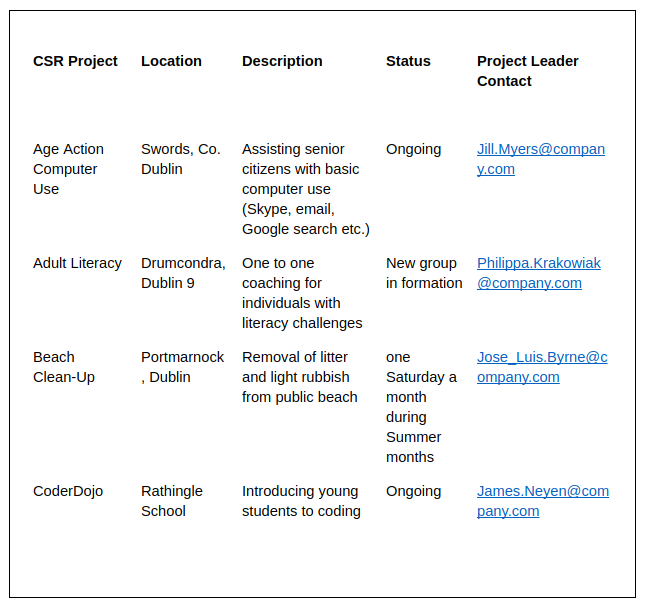 CSR Project Location Description Status Project Leader
Contact
Age Action Swords, Co. Assisting senior Ongoing Jill.Myers@compan
Computer Dublin citizens with basic y.com
Use computer use
(Skype, email,
Google search etc.)
Adult Literacy Drumcondra, One to one New group Philippa.Krakowiak
Dublin 9 coaching for in formation @company.com
individuals with
literacy challenges
Beach Portmarnock Removal of litter one Jose_Luis.Byrne@c
Clean-Up , Dublin and light rubbish Saturday a ompany.com
from public beach month
during
Summer
months
CoderDojo Rathingle Introducing young Ongoing James.Neyen@com
School students to coding pany.com